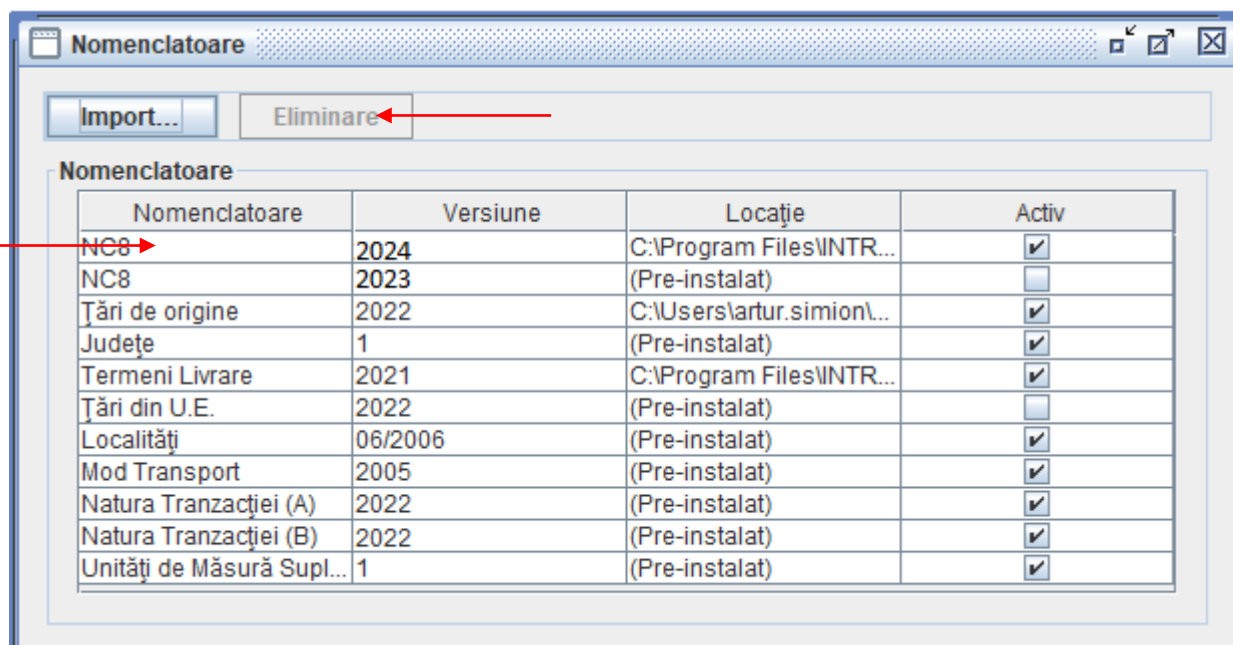 Nomenclatoare
Import... Eliminare
Nomenclatoare
Nomenclatoare Versiune Locaţie Activ
NC8 2024 C:\Program Files\INTR...
NC8 2023 (Pre-instalat)
Ţări de origine 2022 C:\Users\artur.simion\...
Judeţe 1 (Pre-instalat)
Termeni Livrare 2021 C:\Program Files\INTR...
Ţări din U.E. 2022 (Pre-instalat)
Localităţi 06/2006 (Pre-instalat)
Mod Transport 2005 (Pre-instalat)
Natura Tranzacţiei (A) 2022 (Pre-instalat)
Natura Tranzacţiei (B) 2022 (Pre-instalat)
Unităţi de Măsură Supl... 1 (Pre-instalat)